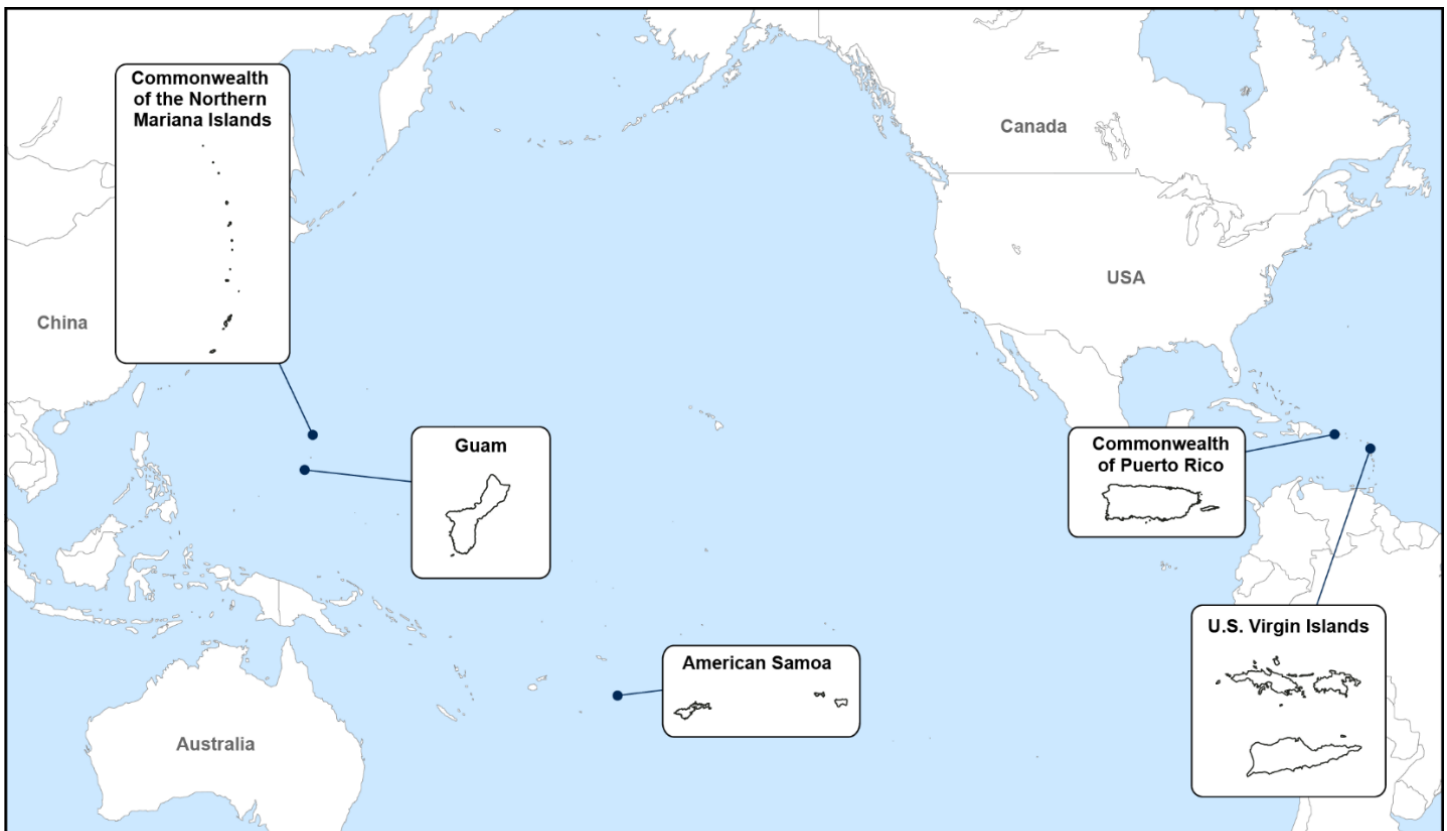 Commonwealth
of the Northern
Mariana Islands
Canada
USA
China
Guam
Commonwealth
of Puerto Rico
U.S. Virgin Islands
American Samoa
Australia